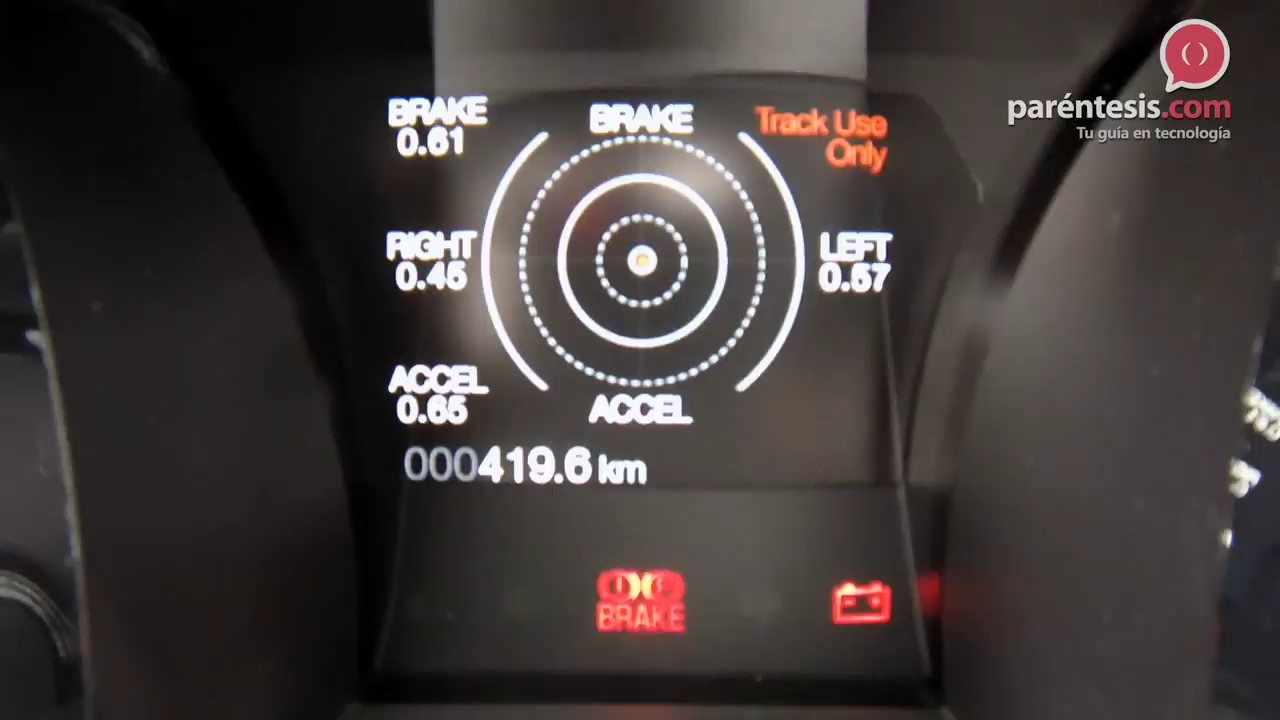 paréntesis.com
Tu guía en tecnología
BRAKE
0.61
BRAKE
Track Use
Only
RIGHT
0.45
LEFT
0.57
ACCEL
0.65
ACCEL
000419.6 km
BRAKE